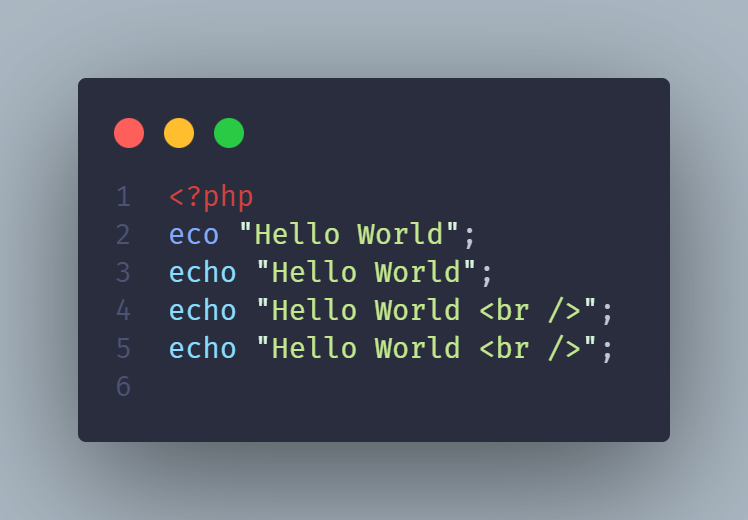 1 <?php
2 eco "Hello World";
3 echo "Hello World";
4 echo "Hello World <br />";
5 echo "Hello World <br />";
6